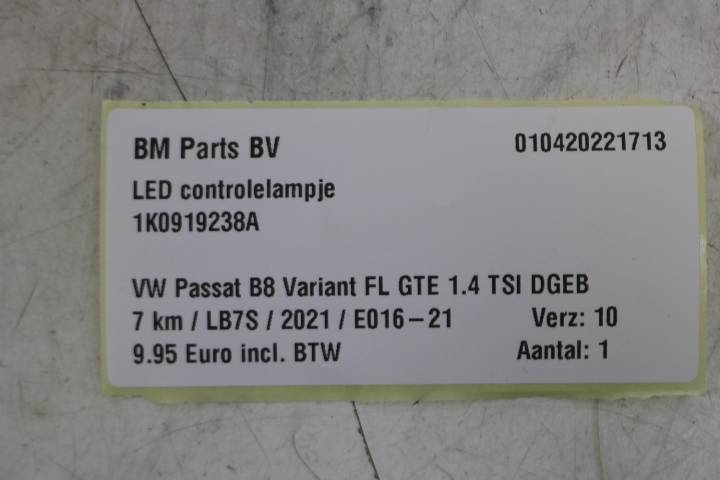 BM Parts BV 010420221713
LED controlelampje
1K0919238A
VW Passat B8 Variant FL GTE 1.4 TSI DGEB
7 km / LB7S / 2021 / E016-21 Verz: 10
9.95 Euro incl. BTW Aantal: 1